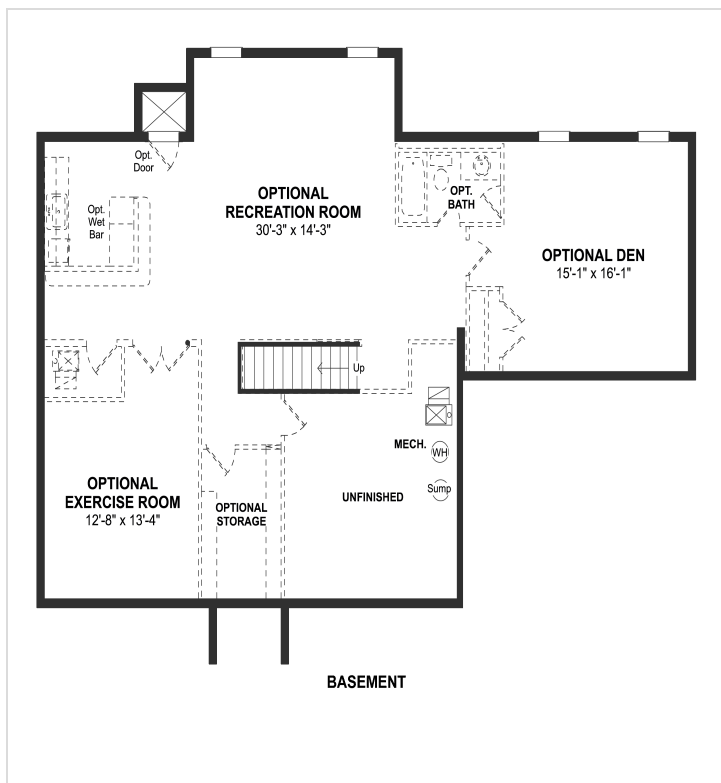 Opt.
Door
OPTIONAL
RECREATION ROOM
30'-3" x 14'-3"
OPT.
BATH
Opt.
Wet
Bar
OPTIONAL DEN
15'-1" x 16'-1"
Up
MECH.
WH
OPTIONAL
EXERCISE ROOM
12'-8" x 13'-4"
OPTIONAL
STORAGE
UNFINISHED
Sump
BASEMENT